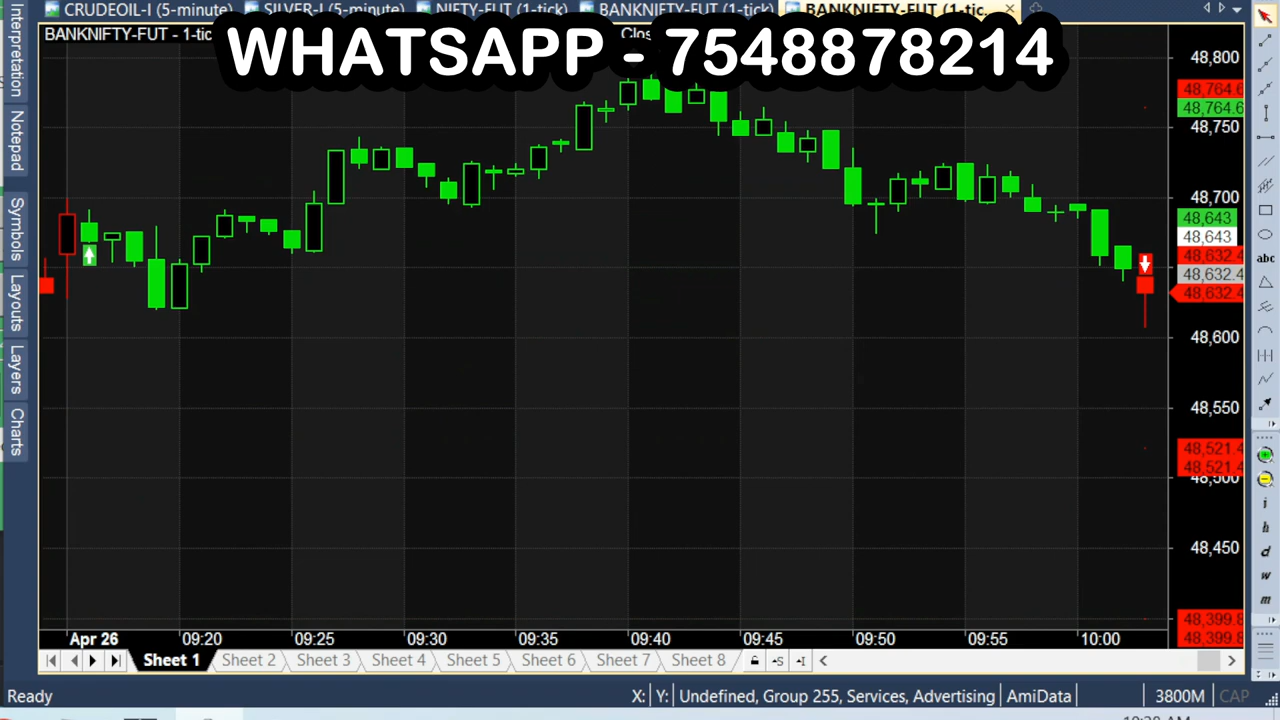 CRUDEOIL-I (5-minute) SILVER-I (5-minute) NIFTY-FUT (1-tick) BANKNIFTY-FUT (1-tick) BANKNIFTY-FUT (1-tic...
BANKNIFTY-FUT - 1-tic
Clos
WHATSAPP - 7548878214
Interpretation
Notepad
Symbols
Layouts
Layers
Charts
48,800
48,764.6
48,764.6
48,750
48,700
48,643
48,643
48,632.4
48,632.4
48,632.4
48,600
48,550
48,521.4
48,521.4
48,500
48,450
48,399.8
48,399.8
abc
i
h
d
w
m
Apr 26 09:20 09:25 09:30 09:35 09:40 09:45 09:50 09:55 10:00
Sheet 1 Sheet 2 Sheet 3 Sheet 4 Sheet 5 Sheet 6 Sheet 7 Sheet 8
Ready X: Y: Undefined, Group 255, Services, Advertising AmiData 3800M CAP